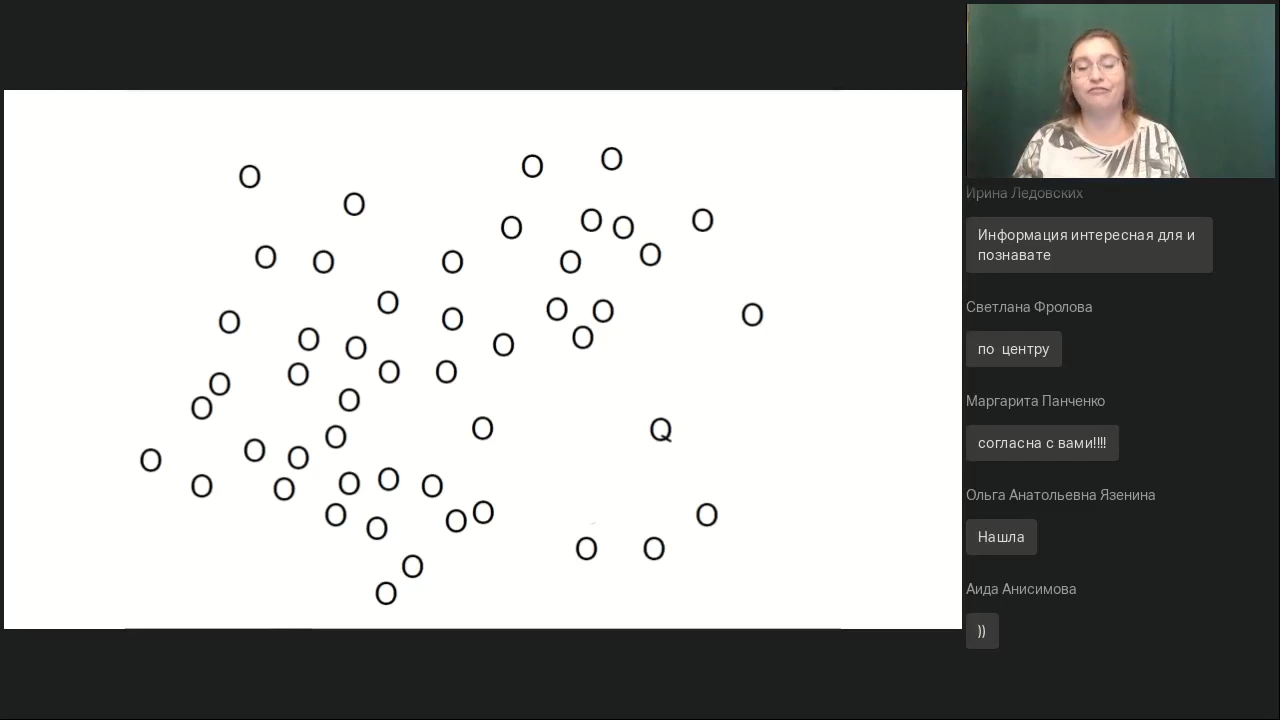 O O O
O
O O O O
O O O O O
O O O O O O
O O O O
O O O O
O O
O O Q
O O O
O O O O O
O O O O O
O O
O
O
Ирина Ледовских
Информация интересная для и
познавате
Светлана Фролова
по центру
Маргарита Панченко
согласна с вами!!!!
Ольга Анатольевна Язенина
Нашла
Аида Анисимова
))